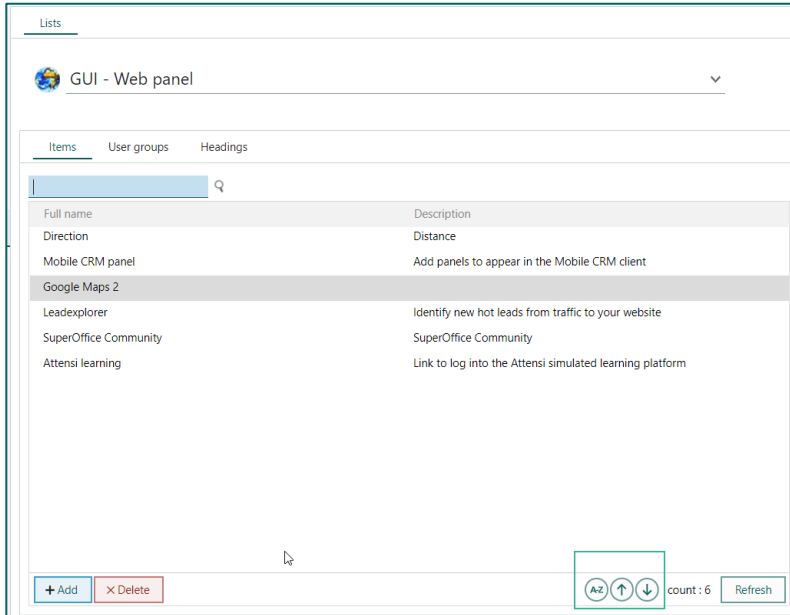 Lists
GUI - Web panel
Items User groups Headings
Full name Description
Direction Distance
Mobile CRM panel Add panels to appear in the Mobile CRM client
Google Maps 2
Leadexplorer Identify new hot leads from traffic to your website
SuperOffice Community SuperOffice Community
Attensi learning Link to log into the Attensi simulated learning platform
+ Add × Delete A-Z ↑ ↓ count : 6 Refresh